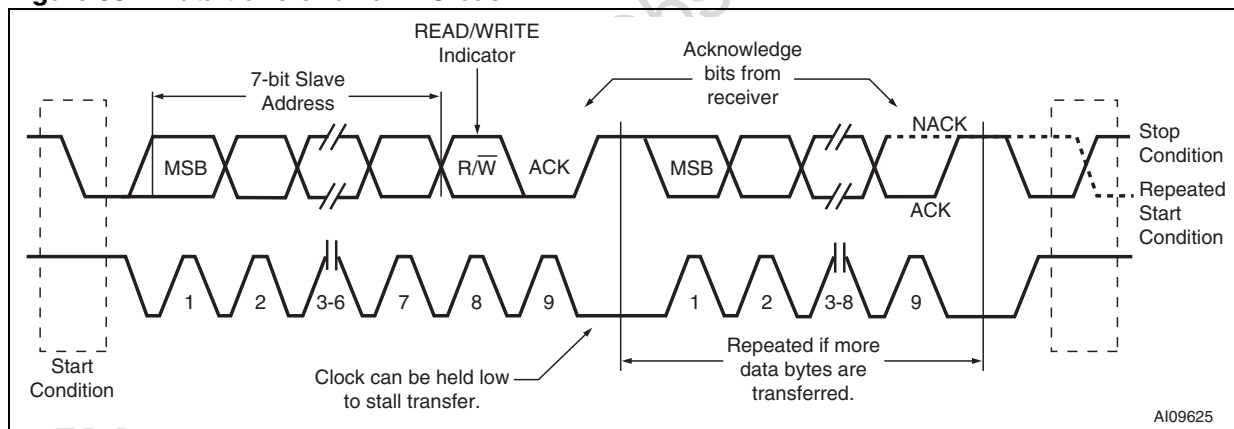 READ/WRITE
Indicator
Acknowledge
bits from
receiver
7-bit Slave
Address
NACK
Stop
Condition
MSB
R/W
ACK
MSB
ACK
Repeated
Start
Condition
1 2 3-6 7 8 9 1 2 3-8 9
Start
Condition
Clock can be held low
to stall transfer.
Repeated if more
data bytes are
transferred.
AI09625